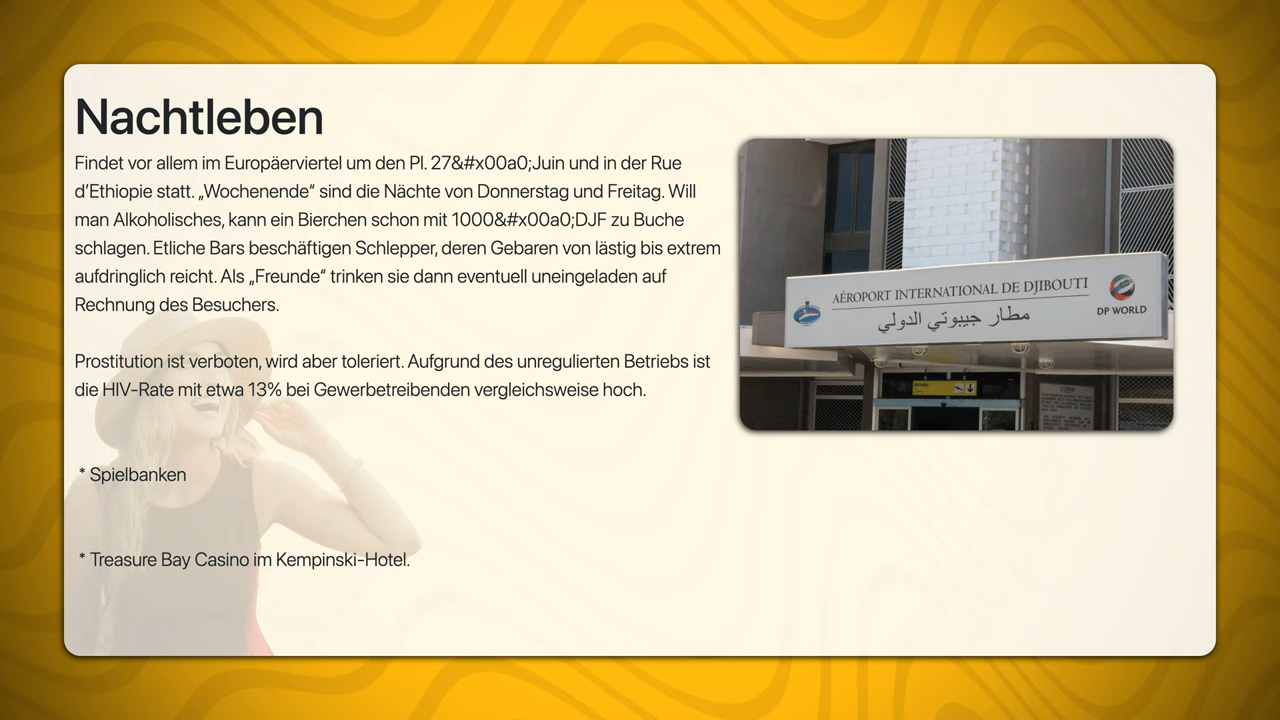 Nachtleben
Findet vor allem im Europäerviertel um den Pl. 27&#x00a0;Juin und in der Rue
d’Ethiopie statt. „Wochenende“ sind die Nächte von Donnerstag und Freitag. Will
man Alkoholisches, kann ein Bierchen schon mit 1000&#x00a0;DJF zu Buche
schlagen. Etliche Bars beschäftigen Schlepper, deren Gebaren von lästig bis extrem
aufdringlich reicht. Als „Freunde“ trinken sie dann eventuell uneingeladen auf
Rechnung des Besuchers.
Prostitution ist verboten, wird aber toleriert. Aufgrund des unregulierten Betriebs ist
die HIV-Rate mit etwa 13% bei Gewerbetreibenden vergleichsweise hoch.
* Spielbanken
* Treasure Bay Casino im Kempinski-Hotel.
AÉROPORT INTERNATIONAL DE DJIBOUTI
مطار جيبوتي الدولي
DP WORLD